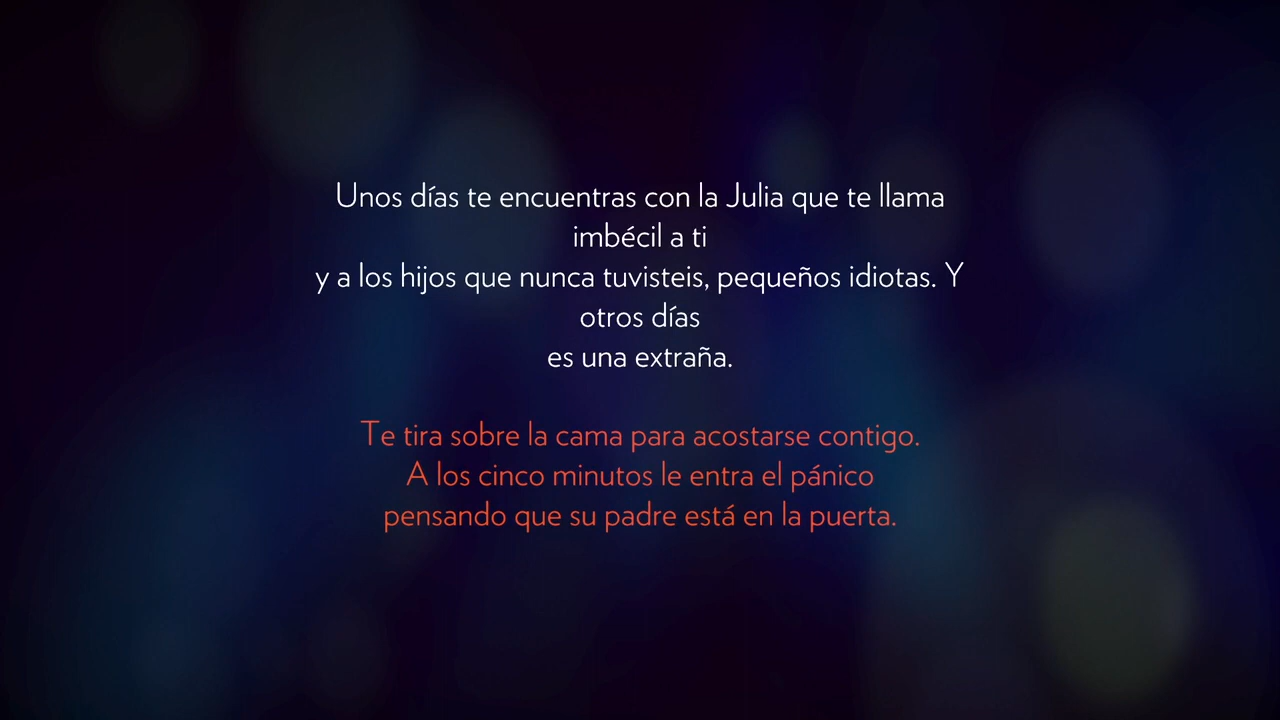 Unos días te encuentras con la Julia que te llama
imbécil a ti
y a los hijos que nunca tuvisteis, pequeños idiotas. Y
otros días
es una extraña.
Te tira sobre la cama para acostarse contigo.
A los cinco minutos le entra el pánico
pensando que su padre está en la puerta.